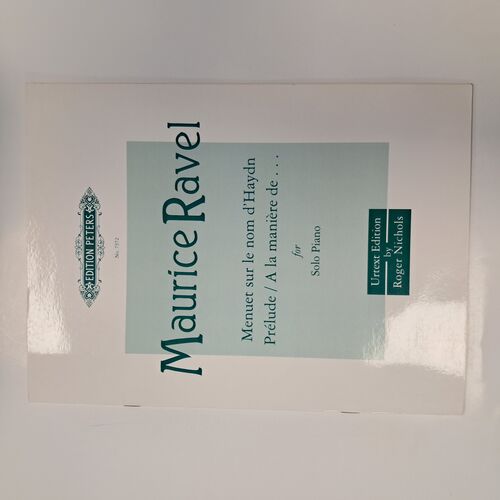 EDITION PETERS
No. 7372
Maurice Ravel
Menuet sur le nom d'Haydn
Prélude / A la manière de . . .
for
Solo Piano
Urtext Edition
by
Roger Nichols